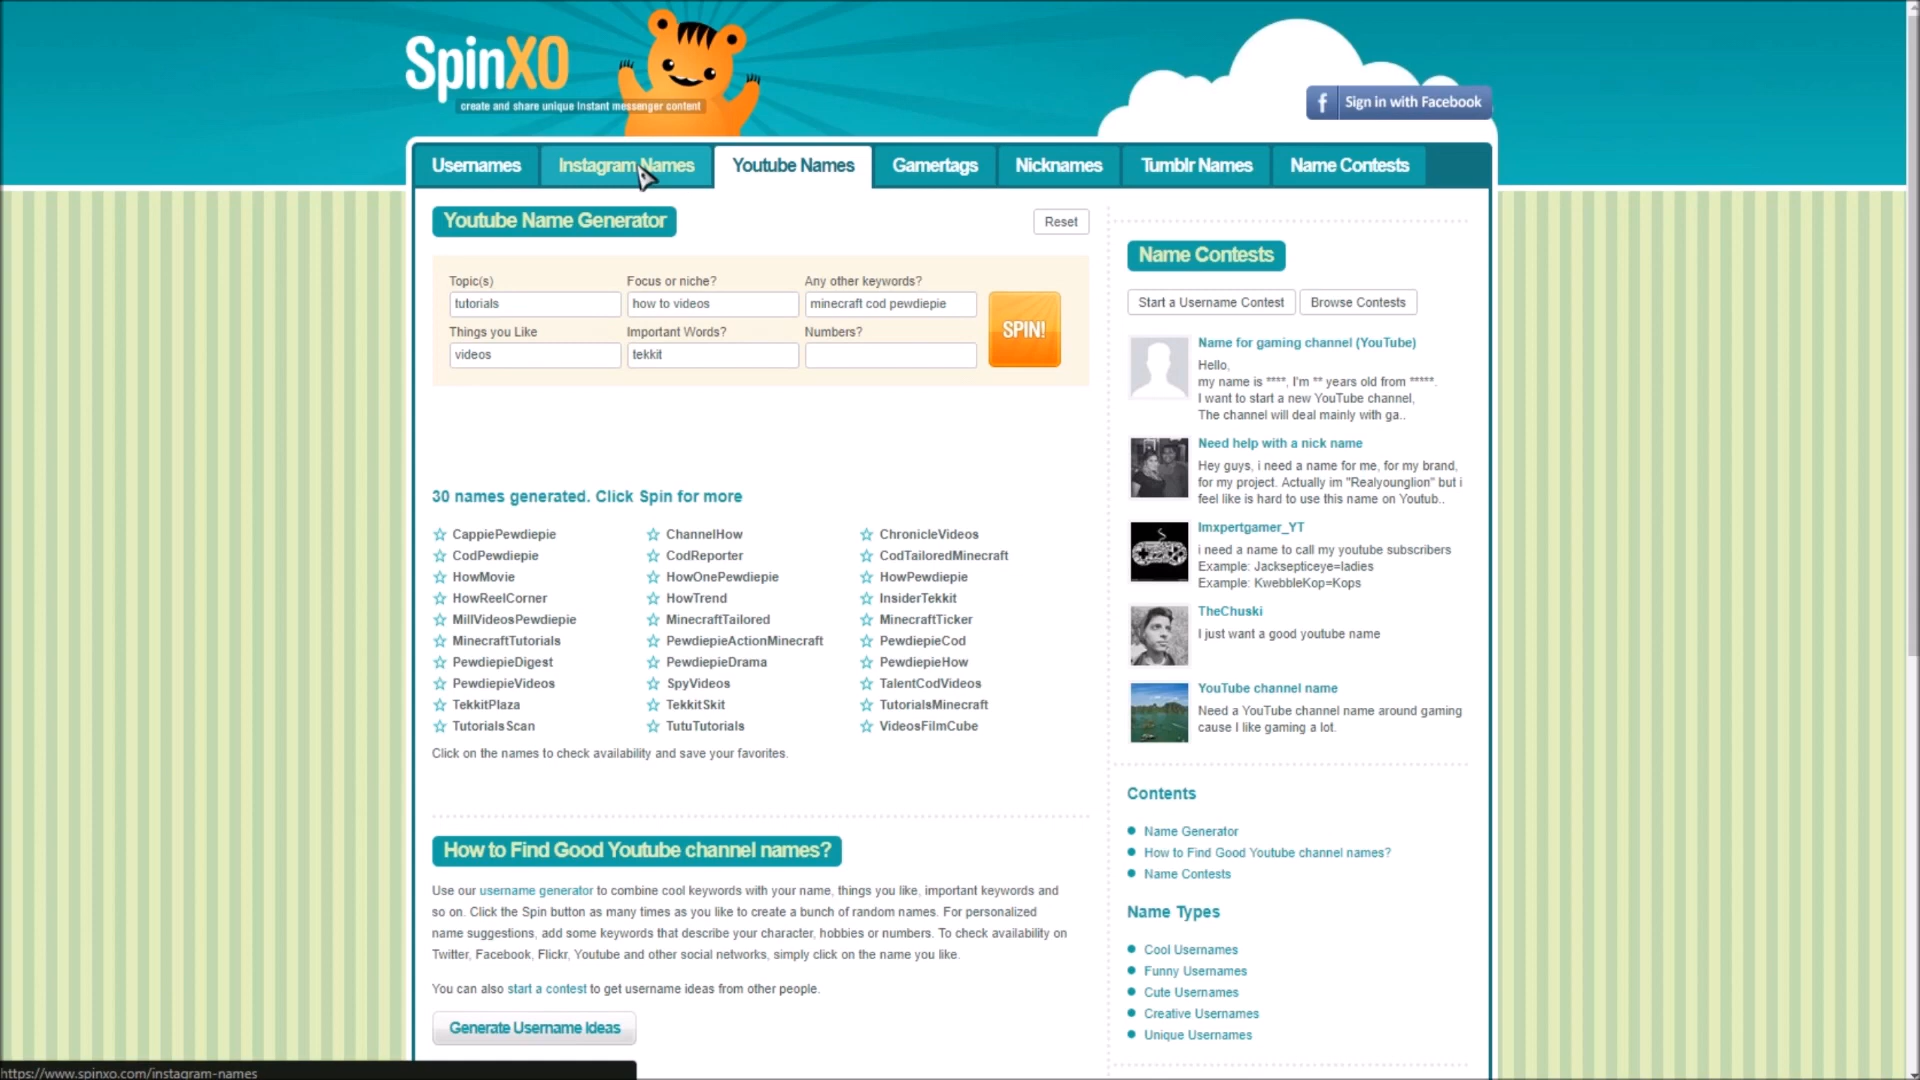 SpinXO
create and share unique instant messenger content
f Sign in with Facebook
Usernames Instagram Names Youtube Names Gamertags Nicknames Tumblr Names Name Contests
Youtube Name Generator
Reset
Topic(s) Focus or niche? Any other keywords?
tutorials how to videos minecraft cod pewdiepie
Things you Like Important Words? Numbers?
videos tekkit
SPIN!
30 names generated. Click Spin for more
CappiePewdiepie ChannelHow ChronicleVideos
CodPewdiepie CodReporter CodTailoredMinecraft
HowMovie HowOnePewdiepie HowPewdiepie
HowReelCorner HowTrend InsiderTekkit
MillVideosPewdiepie MinecraftTailored MinecraftTicker
MinecraftTutorials PewdiepieActionMinecraft PewdiepieCod
PewdiepieDigest PewdiepieDrama PewdiepieHow
PewdiepieVideos SpyVideos TalentCodVideos
TekkitPlaza TekkitSkit TutorialsMinecraft
TutorialsScan TutuTutorials VideosFilmCube
Click on the names to check availability and save your favorites.
How to Find Good Youtube channel names?
Use our username generator to combine cool keywords with your name, things you like, important keywords and
so on. Click the Spin button as many times as you like to create a bunch of random names. For personalized
name suggestions, add some keywords that describe your character, hobbies or numbers. To check availability on
Twitter, Facebook, Flickr, Youtube and other social networks, simply click on the name you like.
You can also start a contest to get username ideas from other people.
Generate Username Ideas
Name Contests
Start a Username Contest Browse Contests
Name for gaming channel (YouTube)
Hello,
my name is ****, I'm ** years old from *****.
I want to start a new YouTube channel,
The channel will deal mainly with ga..
Need help with a nick name
Hey guys, i need a name for me, for my brand,
for my project. Actually im "Realyounglion" but i
feel like is hard to use this name on Youtub..
Imxpertgamer_YT
i need a name to call my youtube subscribers
Example: Jacksepticeye=ladies
Example: KwebbleKop=Kops
TheChuski
I just want a good youtube name
YouTube channel name
Need a YouTube channel name around gaming
cause I like gaming a lot.
Contents
Name Generator
How to Find Good Youtube channel names?
Name Contests
Name Types
Cool Usernames
Funny Usernames
Cute Usernames
Creative Usernames
Unique Usernames
https://www.spinxo.com/instagram-names